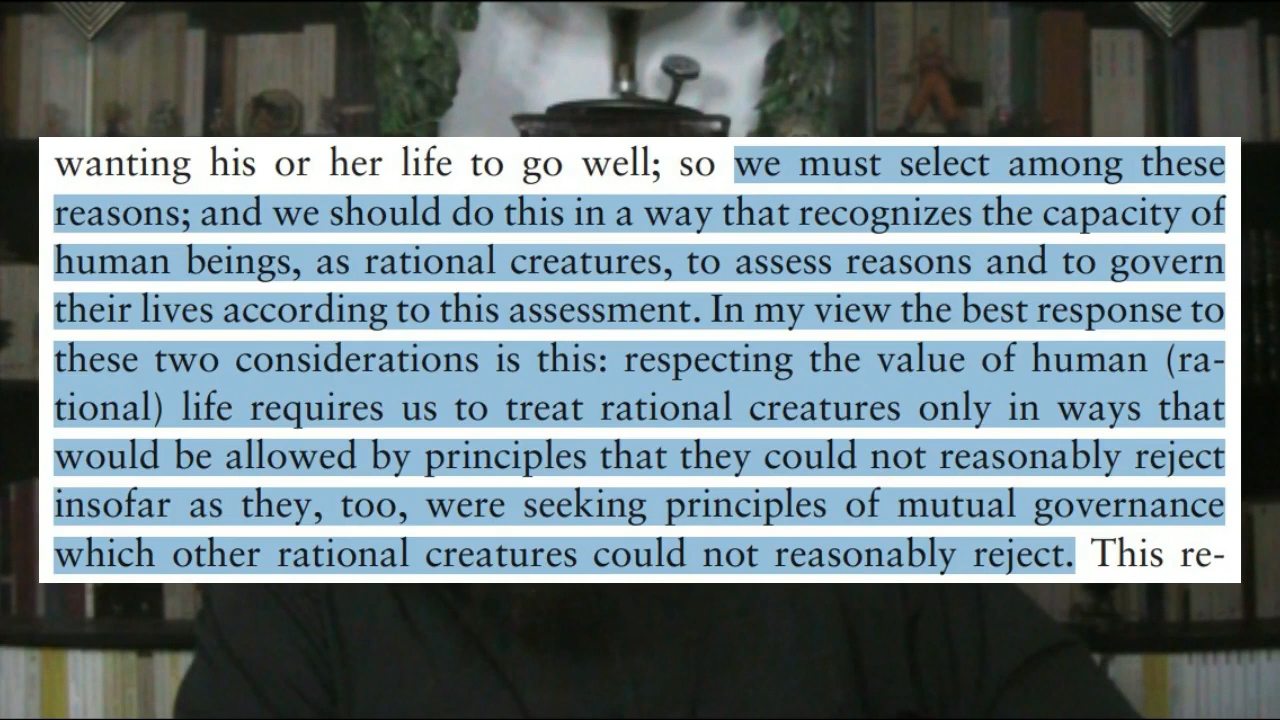 wanting his or her life to go well; so we must select among these
reasons; and we should do this in a way that recognizes the capacity of
human beings, as rational creatures, to assess reasons and to govern
their lives according to this assessment. In my view the best response to
these two considerations is this: respecting the value of human (ra-
tional) life requires us to treat rational creatures only in ways that
would be allowed by principles that they could not reasonably reject
insofar as they, too, were seeking principles of mutual governance
which other rational creatures could not reasonably reject. This re-